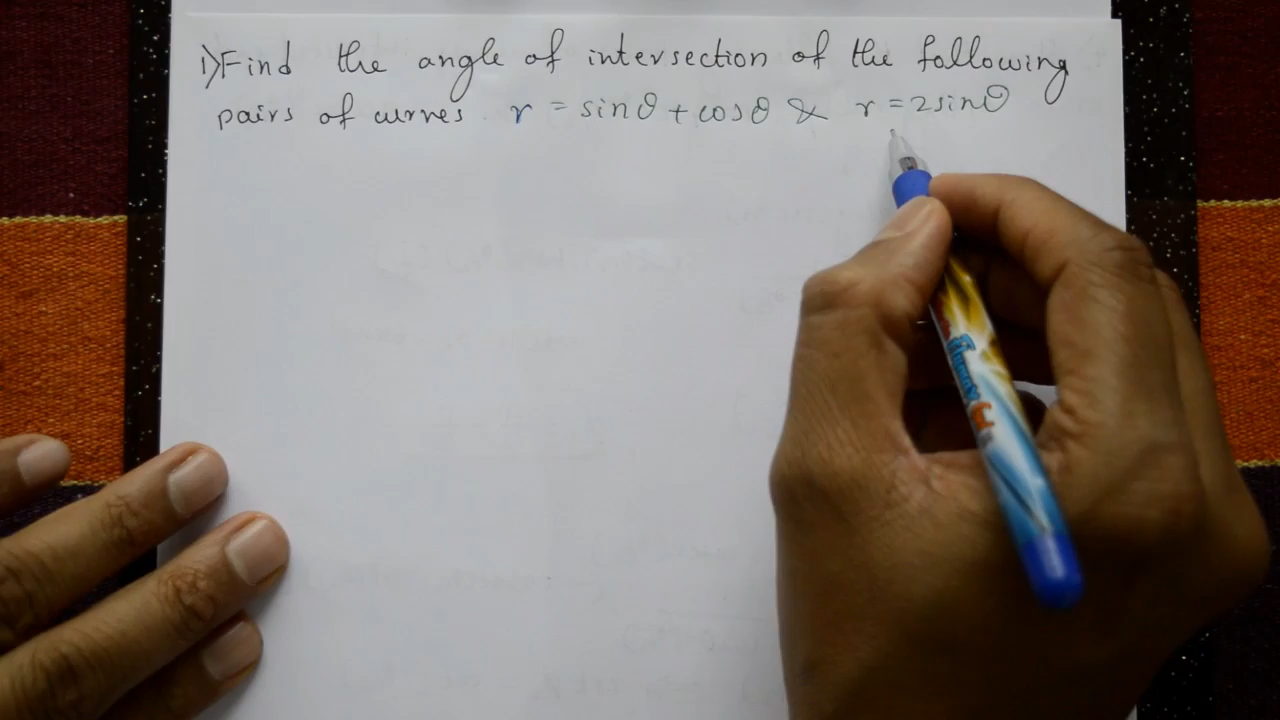 1) Find the angle of intersection of the following
pairs of curves r = sinθ + cosθ & r = 2sinθ